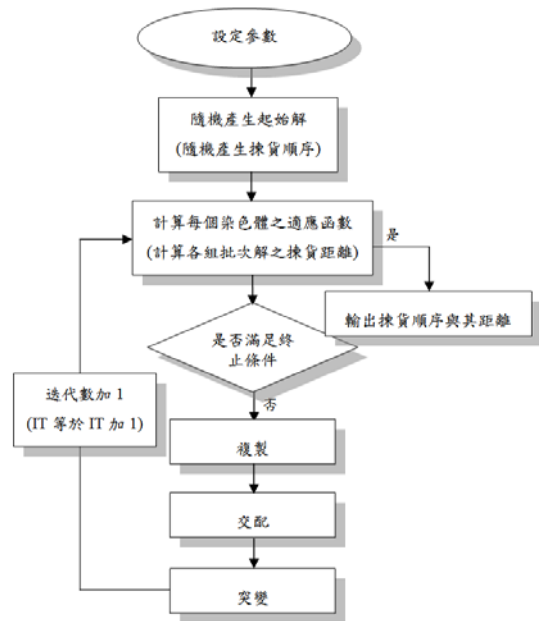 設定參數
隨機產生起始解
(隨機產生揀貨順序)
計算每個染色體之適應函數
(計算各組批次解之揀貨距離)
是
輸出揀貨順序與其距離
是否滿足終
止條件
迭代數加 1
(IT 等於 IT 加 1)
否
複製
交配
突變